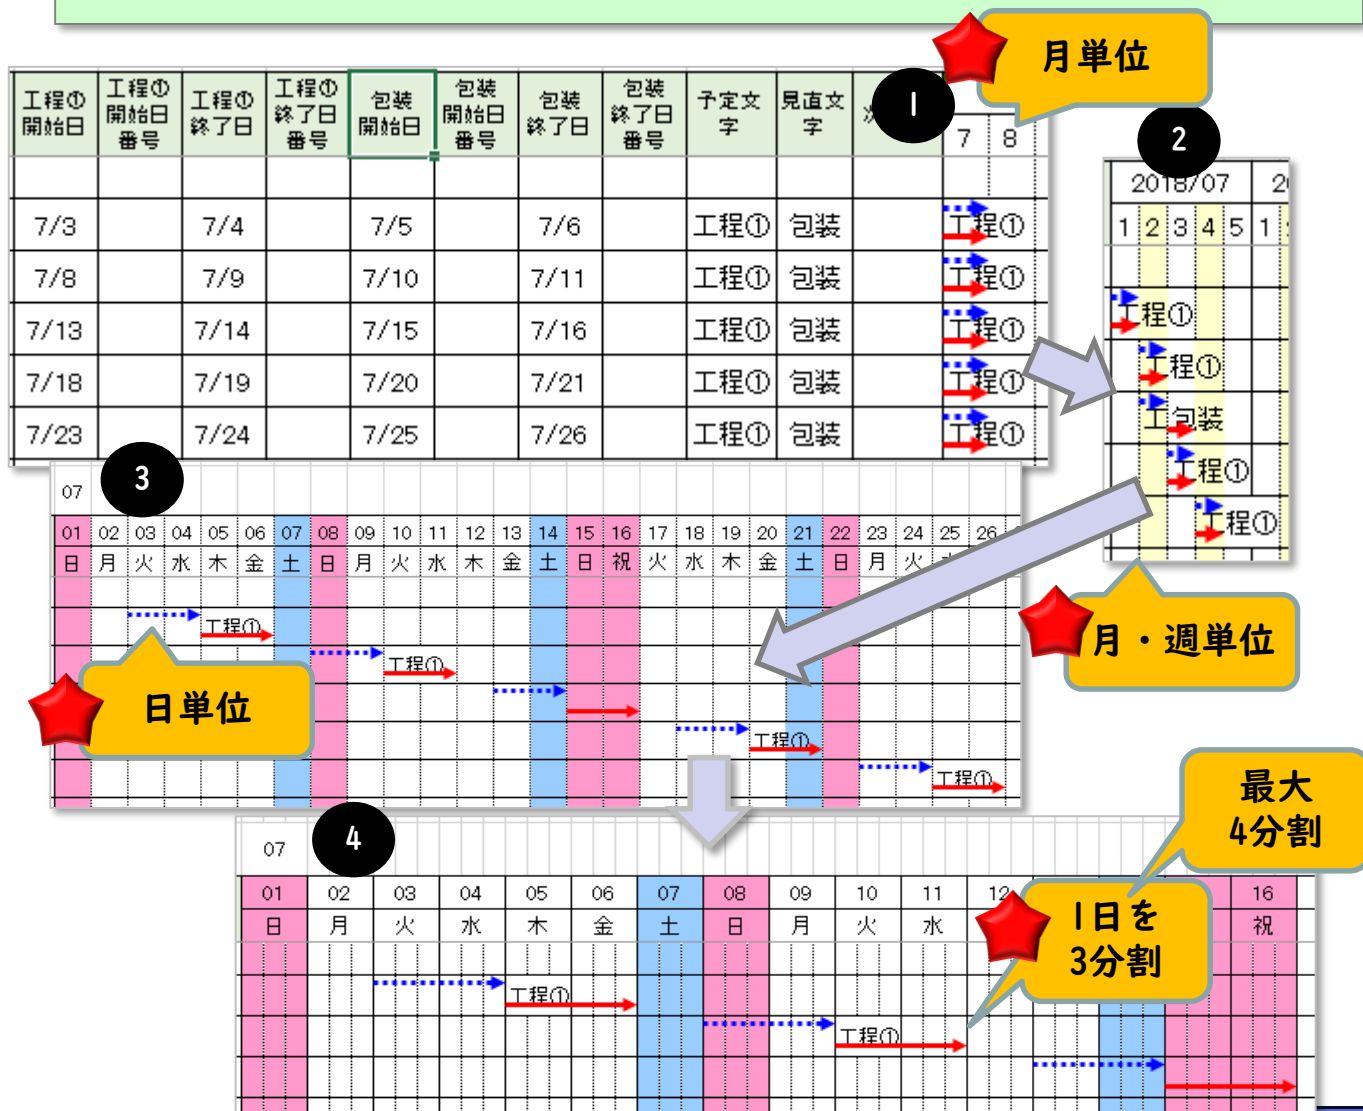 月単位
1
工程① 開始日
工程① 開始日 番号
工程① 終了日
工程① 終了日 番号
包装 開始日
包装 開始日 番号
包装 終了日
包装 終了日 番号
予定文字
見直文字
7 8
7/3 7/4 7/5 7/6 工程① 包装 工程①
7/8 7/9 7/10 7/11 工程① 包装 工程①
7/13 7/14 7/15 7/16 工程① 包装 工程①
7/18 7/19 7/20 7/21 工程① 包装 工程①
7/23 7/24 7/25 7/26 工程① 包装 工程①
2
2018/07
1 2 3 4 5 1
工程①
工程①
工 包装
工程①
工程①
月・週単位
3
07
01 02 03 04 05 06 07 08 09 10 11 12 13 14 15 16 17 18 19 20 21 22 23 24 25 26
日 月 火 水 木 金 土 日 月 火 水 木 金 土 日 祝 火 水 木 金 土 日 月 火
工程①
工程①
工程①
工程①
日単位
4
07
01 02 03 04 05 06 07 08 09 10 11 12 16
日 月 火 水 木 金 土 日 月 火 水 祝
工程①
工程①
最大
4分割
1日を
3分割